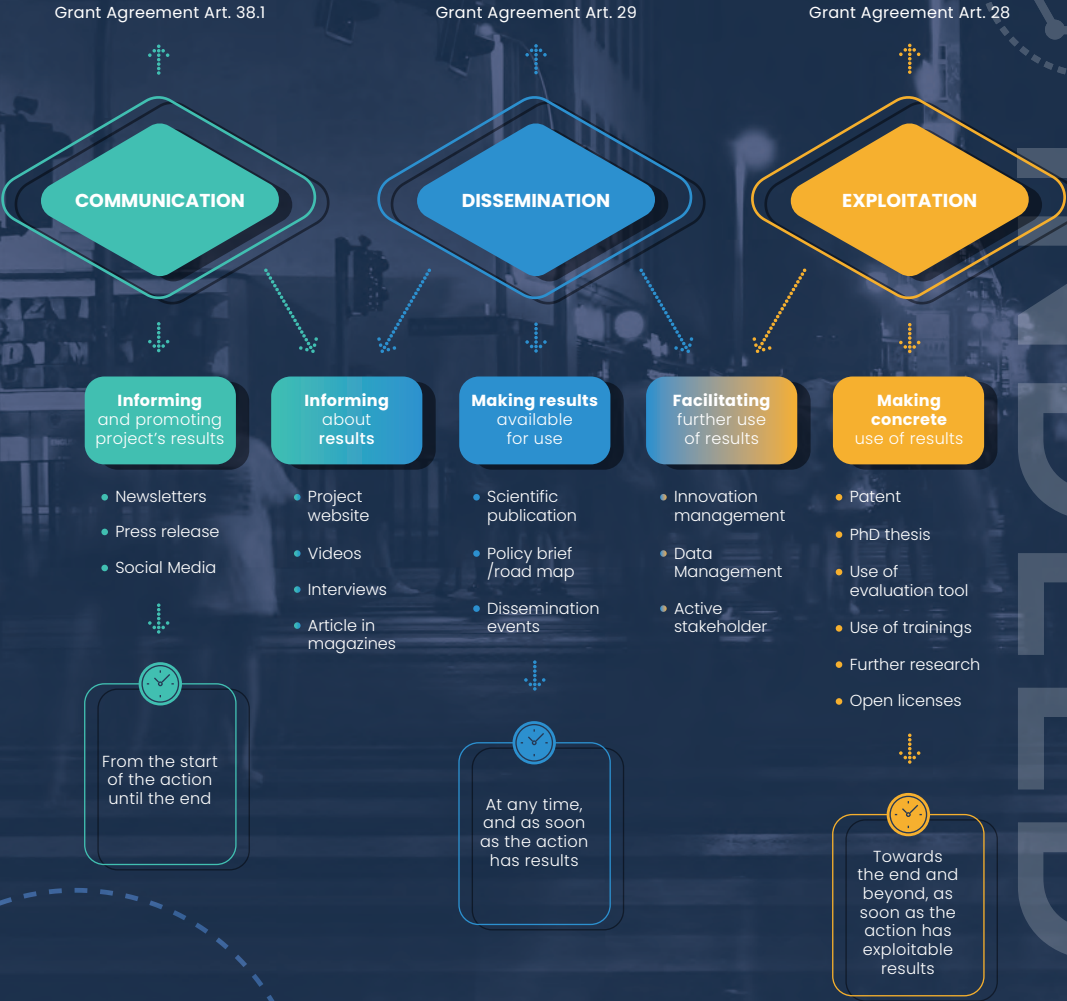 Grant Agreement Art. 38.1
Grant Agreement Art. 29
Grant Agreement Art. 28
COMMUNICATION
DISSEMINATION
EXPLOITATION
Informing
and promoting
project's results
Informing
about
results
Making results
available
for use
Facilitating
further use
of results
Making
concrete
use of results
• Newsletters
• Press release
• Social Media
• Project
website
• Videos
• Interviews
• Article in
magazines
• Scientific
publication
• Policy brief
/road map
• Dissemination
events
• Innovation
management
• Data
Management
• Active
stakeholder
• Patent
• PhD thesis
• Use of
evaluation tool
• Use of trainings
• Further research
• Open licenses
From the start
of the action
until the end
At any time,
and as soon
as the action
has results
Towards
the end and
beyond, as
soon as the
action has
exploitable
results